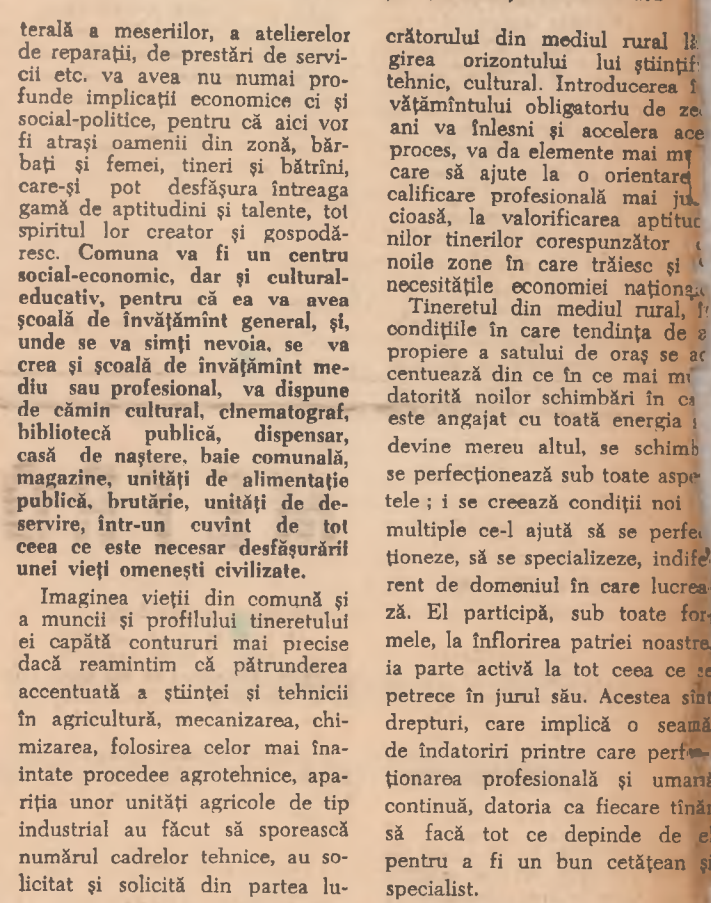 terală a meseriilor, a atelierelor
de reparații, de prestări de servi-
cii etc. va avea nu numai pro-
funde implicații economice ci și
social-politice, pentru că aici vor
fi atrași oamenii din zonă, băr-
bați și femei, tineri și bătrîni,
care-și pot desfășura întreaga
gamă de aptitudini și talente, tot
spiritul lor creator și gospodă-
resc. Comuna va fi un centru
social-economic, dar și cultural-
educativ, pentru că ea va avea
școală de învățămînt general, și,
unde se va simți nevoia, se va
crea și școală de învățămînt me-
diu sau profesional, va dispune
de cămin cultural, cinematograf,
bibliotecă publică, dispensar,
casă de naștere, baie comunală,
magazine, unități de alimentație
publică, brutărie, unități de de-
servire, într-un cuvînt de tot
ceea ce este necesar desfășurării
unei vieți omenești civilizate.
Imaginea vieții din comună și
a muncii și profilului tineretului
ei capătă contururi mai precise
dacă reamintim că pătrunderea
accentuată a științei și tehnicii
în agricultură, mecanizarea, chi-
mizarea, folosirea celor mai îna-
intate procedee agrotehnice, apa-
riția unor unități agricole de tip
industrial au făcut să sporească
numărul cadrelor tehnice, au so-
licitat și solicită din partea lu-
crătorului din mediul rural
girea orizontului lui
tehnic, cultural. Introducerea
vățămîntului obligatoriu de
ani va înlesni și accelera
proces, va da elemente mai
care să ajute la o orientare
calificare profesională mai
cioasă, la valorificarea
nilor tinerilor corespunzător
noile zone în care trăiesc și
necesitățile economiei
Tineretul din mediul rural,
condițiile în care tendința de
propiere a satului de oraș se ac
centuează din ce în ce mai
datorită noilor schimbări în
este angajat cu toată energia
devine mereu altul, se schimb
se perfecționează sub toate aspe
tele ; i se creează condiții noi
multiple ce-l ajută să se perfe
ționeze, să se specializeze, indife
rent de domeniul în care lucrea-
ză. El participă, sub toate for-
mele, la înflorirea patriei noastre
ia parte activă la tot ceea ce se
petrece în jurul său. Acestea sînt
drepturi, care implică o seamă
de îndatoriri printre care
ționarea profesională și umană
continuă, datoria ca fiecare tînăr
să facă tot ce depinde de el
pentru a fi un bun cetățean și
specialist.